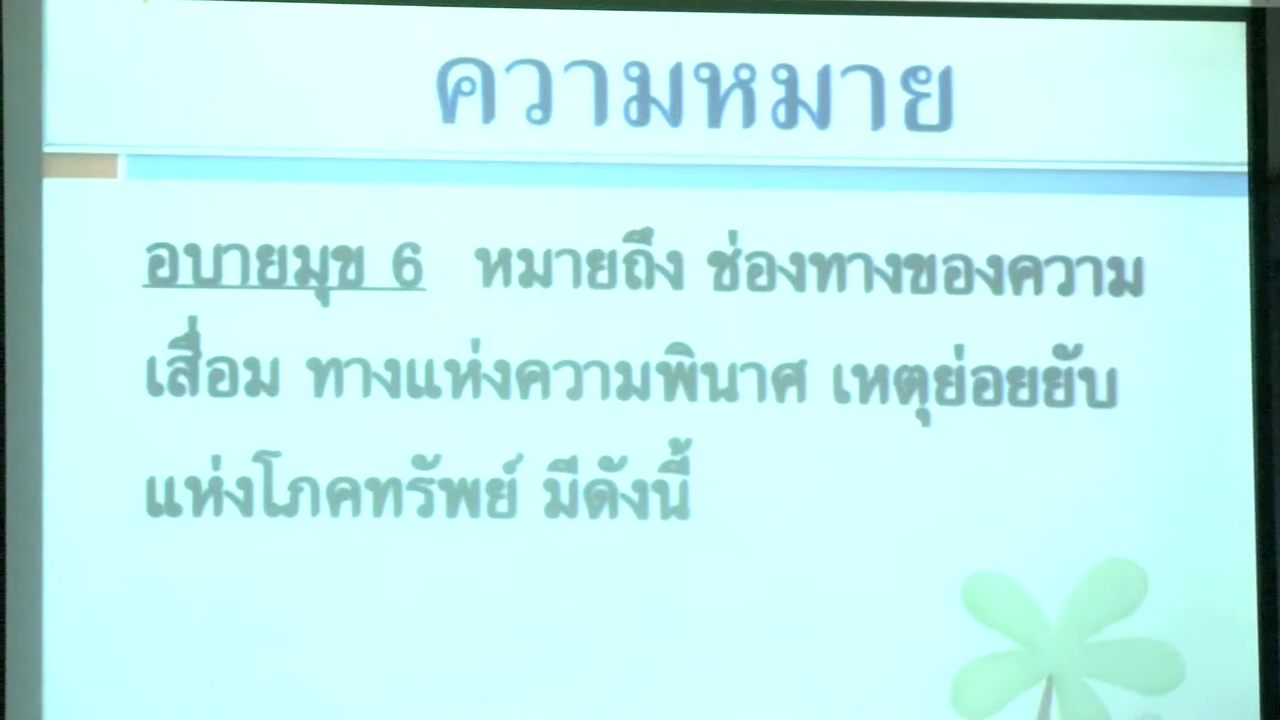 ความหมาย
อบายมุข 6 หมายถึง ช่องทางของความ
เสื่อม ทางแห่งความพินาศ เหตุย่อยยับ
แห่งโภคทรัพย์ มีดังนี้